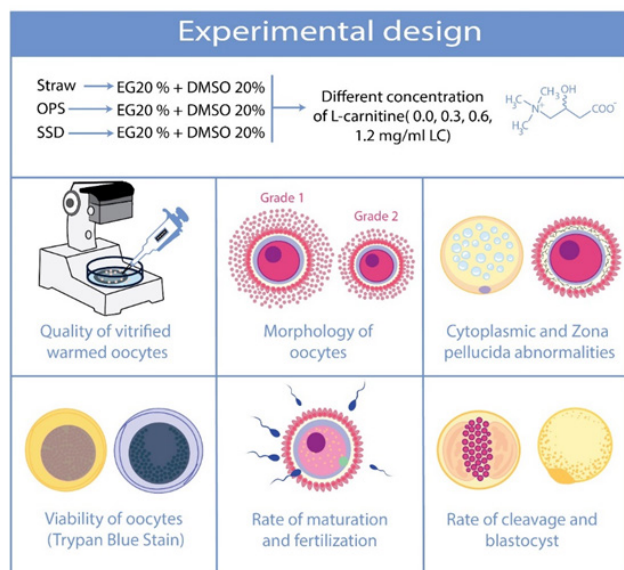 Experimental design
Straw → EG20 % + DMSO 20%
OPS → EG20 % + DMSO 20%
SSD → EG20 % + DMSO 20%
Different concentration
of L-carnitine( 0.0, 0.3, 0.6,
1.2 mg/ml LC)
CH₃ OH
H₃C N⁺ COO⁻
H₃C
Grade 1
Grade 2
Quality of vitrified
warmed oocytes
Morphology of
oocytes
Cytoplasmic and Zona
pellucida abnormalities
Viability of oocytes
(Trypan Blue Stain)
Rate of maturation
and fertilization
Rate of cleavage and
blastocyst